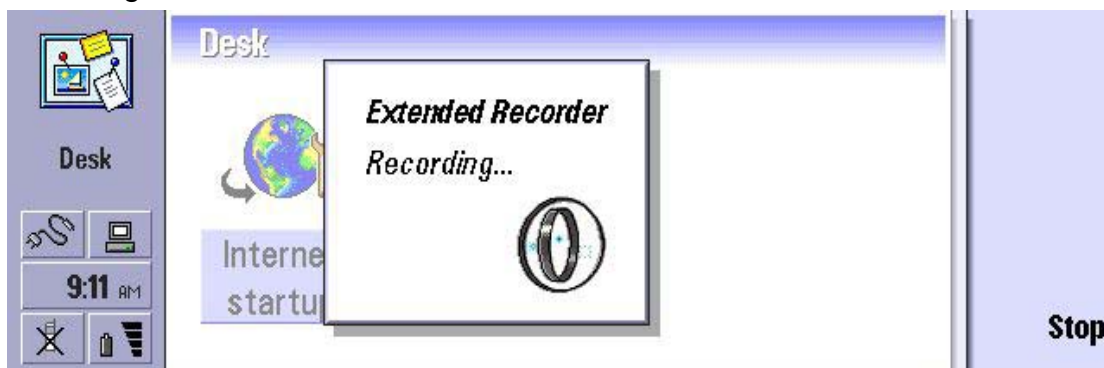 Desk
Extended Recorder
Recording...
Desk
Interne
startu
9:11 AM
Stop